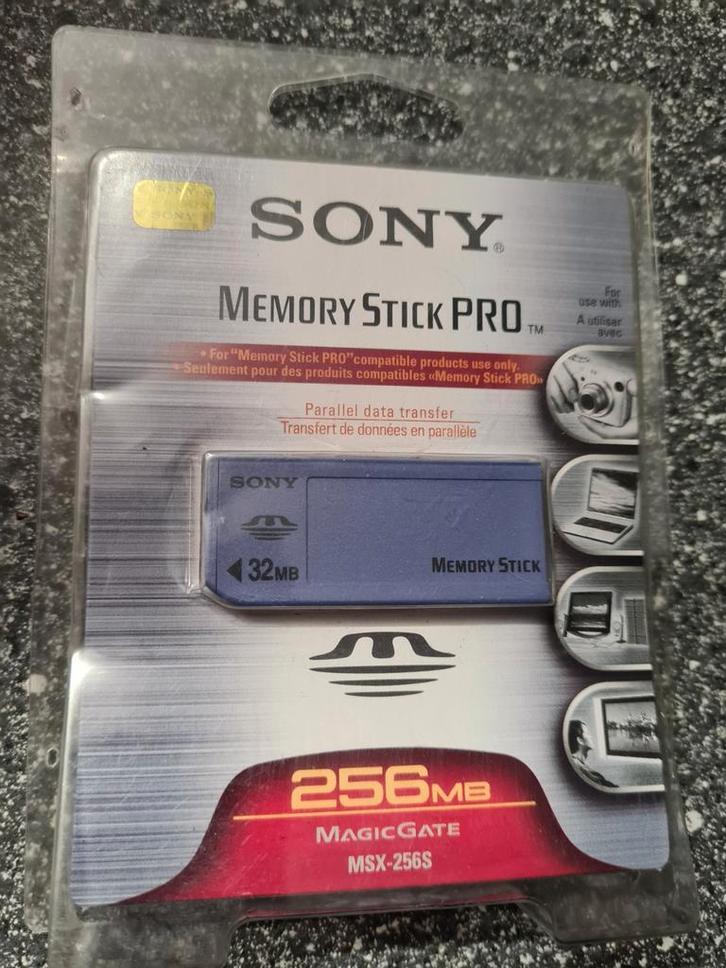 SONY
SONY®
MEMORY STICK PRO™
For
use with
À utiliser
avec
• For "Memory Stick PRO" compatible products use only.
• Seulement pour des produits compatibles «Memory Stick PRO»
Parallel data transfer
Transfert de données en parallèle
SONY
32MB
MEMORY STICK
256MB
MAGICGATE
MSX-256S